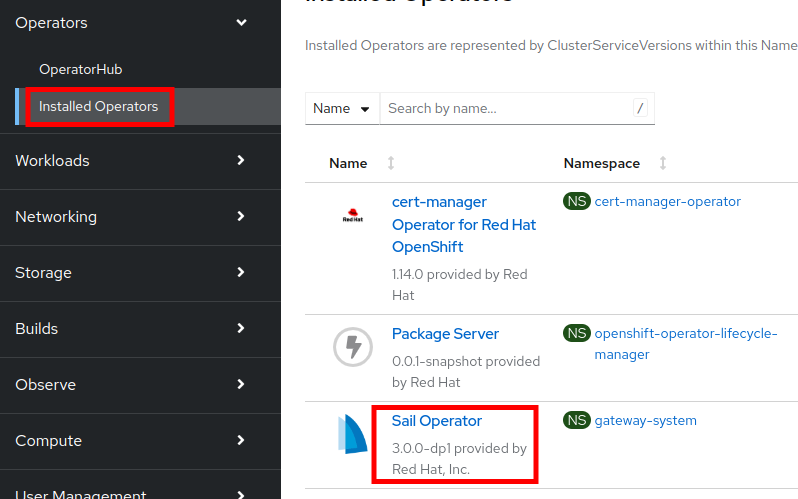 Operators
OperatorHub
Installed Operators
Workloads
Networking
Storage
Builds
Observe
Compute
User Management
Installed Operators
Installed Operators are represented by ClusterServiceVersions within this Name
Name
Search by name...
/
Name
Namespace
Red Hat
cert-manager
Operator for Red Hat
OpenShift
1.14.0 provided by Red
Hat
NS cert-manager-operator
Package Server
0.0.1-snapshot provided
by Red Hat
NS openshift-operator-lifecycle-
manager
Sail Operator
3.0.0-dp1 provided by
Red Hat, Inc.
NS gateway-system